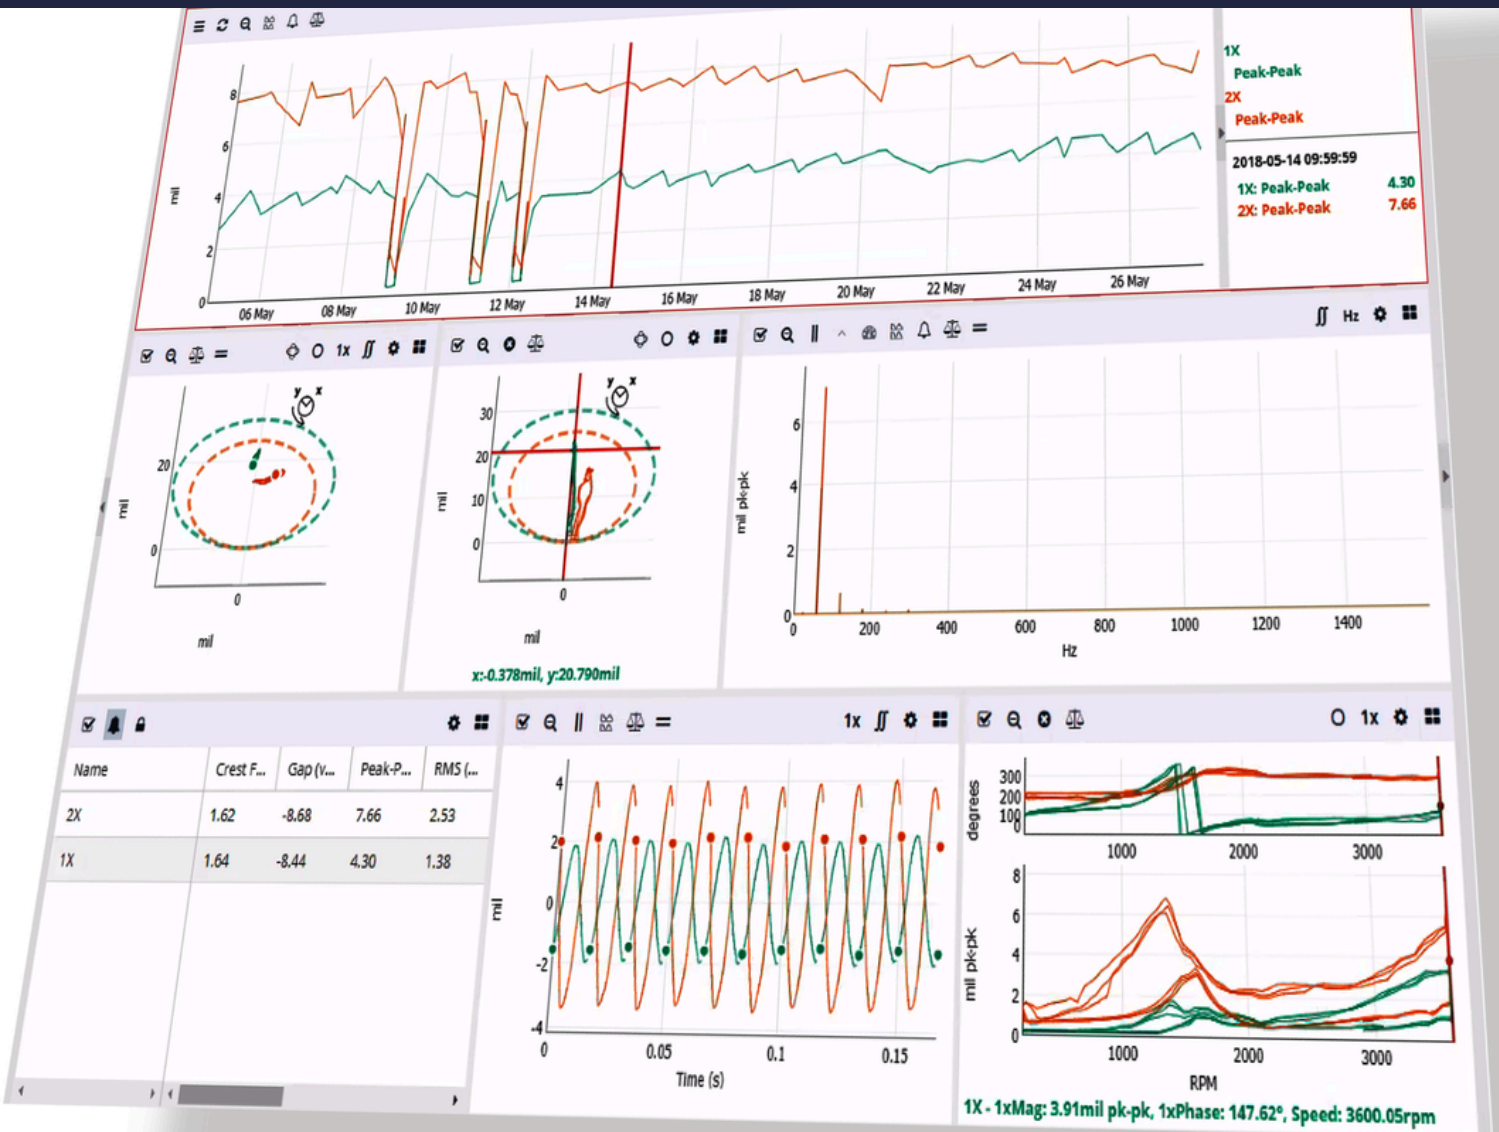 1X
Peak-Peak
2X
Peak-Peak
2018-05-14 09:59:59
1X: Peak-Peak 4.30
2X: Peak-Peak 7.66
mil
8
6
4
2
0
06 May 08 May 10 May 12 May 14 May 16 May 18 May 20 May 22 May 24 May 26 May
1x
y x
mil
20
0
0
mil
y x
mil
30
20
10
0
0
mil
x:-0.378mil, y:20.790mil
Hz
mil pk-pk
6
4
2
0
0 200 400 600 800 1000 1200 1400
Hz
Name Crest F... Gap (v... Peak-P... RMS (...
2X 1.62 -8.68 7.66 2.53
1X 1.64 -8.44 4.30 1.38
1x
mil
4
2
0
-2
-4
0 0.05 0.1 0.15
Time (s)
1x
degrees
300
200
100
0
1000 2000 3000
mil pk-pk
8
6
4
2
0
1000 2000 3000
RPM
1X - 1xMag: 3.91mil pk-pk, 1xPhase: 147.62°, Speed: 3600.05rpm